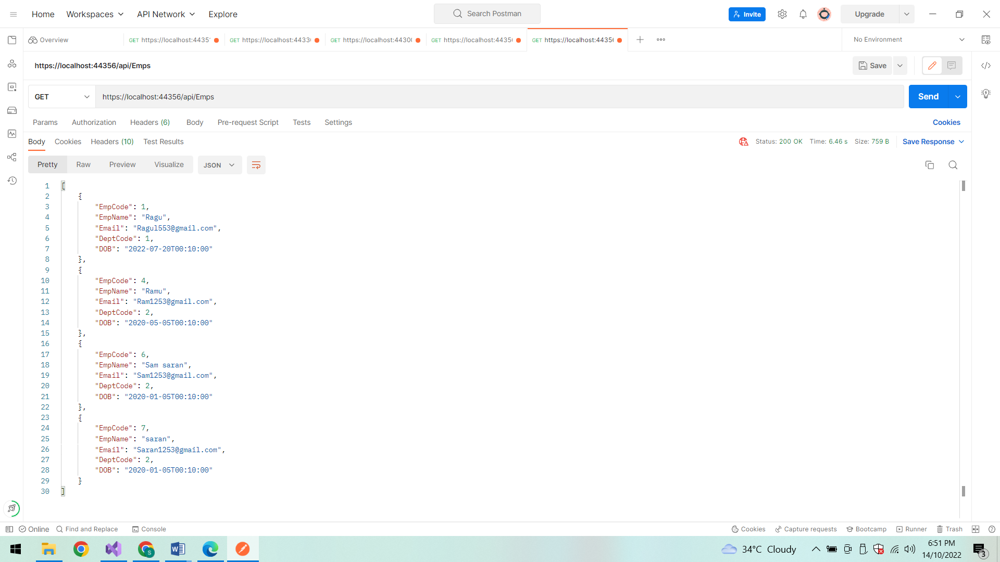 Home Workspaces API Network Explore Search Postman Invite Upgrade
Overview GET https://localhost:4435 GET https://localhost:4433 GET https://localhost:4430 GET https://localhost:4435 GET https://localhost:4435 No Environment
https://localhost:44356/api/Emps Save
GET https://localhost:44356/api/Emps Send
Params Authorization Headers (6) Body Pre-request Script Tests Settings Cookies
Body Cookies Headers (10) Test Results Status: 200 OK Time: 6.46 s Size: 759 B Save Response
Pretty Raw Preview Visualize JSON
1 [
2 {
3 "EmpCode": 1,
4 "EmpName": "Ragu",
5 "Email": "Ragul553@gmail.com",
6 "DeptCode": 1,
7 "DOB": "2022-07-20T00:10:00"
8 },
9 {
10 "EmpCode": 4,
11 "EmpName": "Ramu",
12 "Email": "Ram1253@gmail.com",
13 "DeptCode": 2,
14 "DOB": "2020-05-05T00:10:00"
15 },
16 {
17 "EmpCode": 6,
18 "EmpName": "Sam saran",
19 "Email": "Sam1253@gmail.com",
20 "DeptCode": 2,
21 "DOB": "2020-01-05T00:10:00"
22 },
23 {
24 "EmpCode": 7,
25 "EmpName": "saran",
26 "Email": "Saran1253@gmail.com",
27 "DeptCode": 2,
28 "DOB": "2020-01-05T00:10:00"
29 }
30 ]
Online Find and Replace Console Cookies Capture requests Bootcamp Runner Trash
34°C Cloudy 6:51 PM
14/10/2022 3